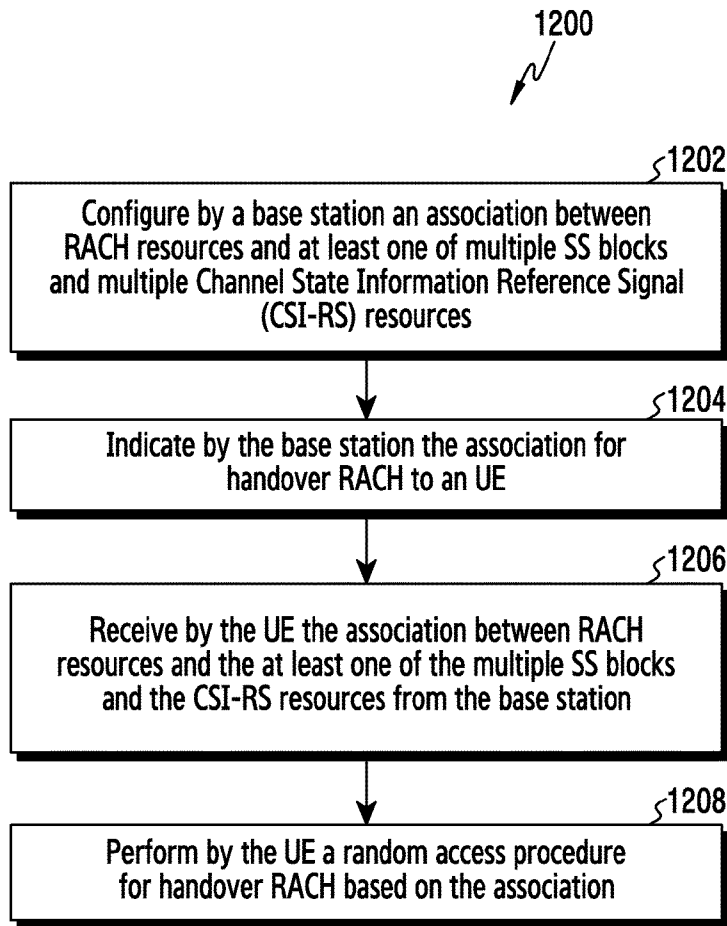 1200
1202
Configure by a base station an association between
RACH resources and at least one of multiple SS blocks
and multiple Channel State Information Reference Signal
(CSI-RS) resources
1204
Indicate by the base station the association for
handover RACH to an UE
1206
Receive by the UE the association between RACH
resources and the at least one of the multiple SS blocks
and the CSI-RS resources from the base station
1208
Perform by the UE a random access procedure
for handover RACH based on the association